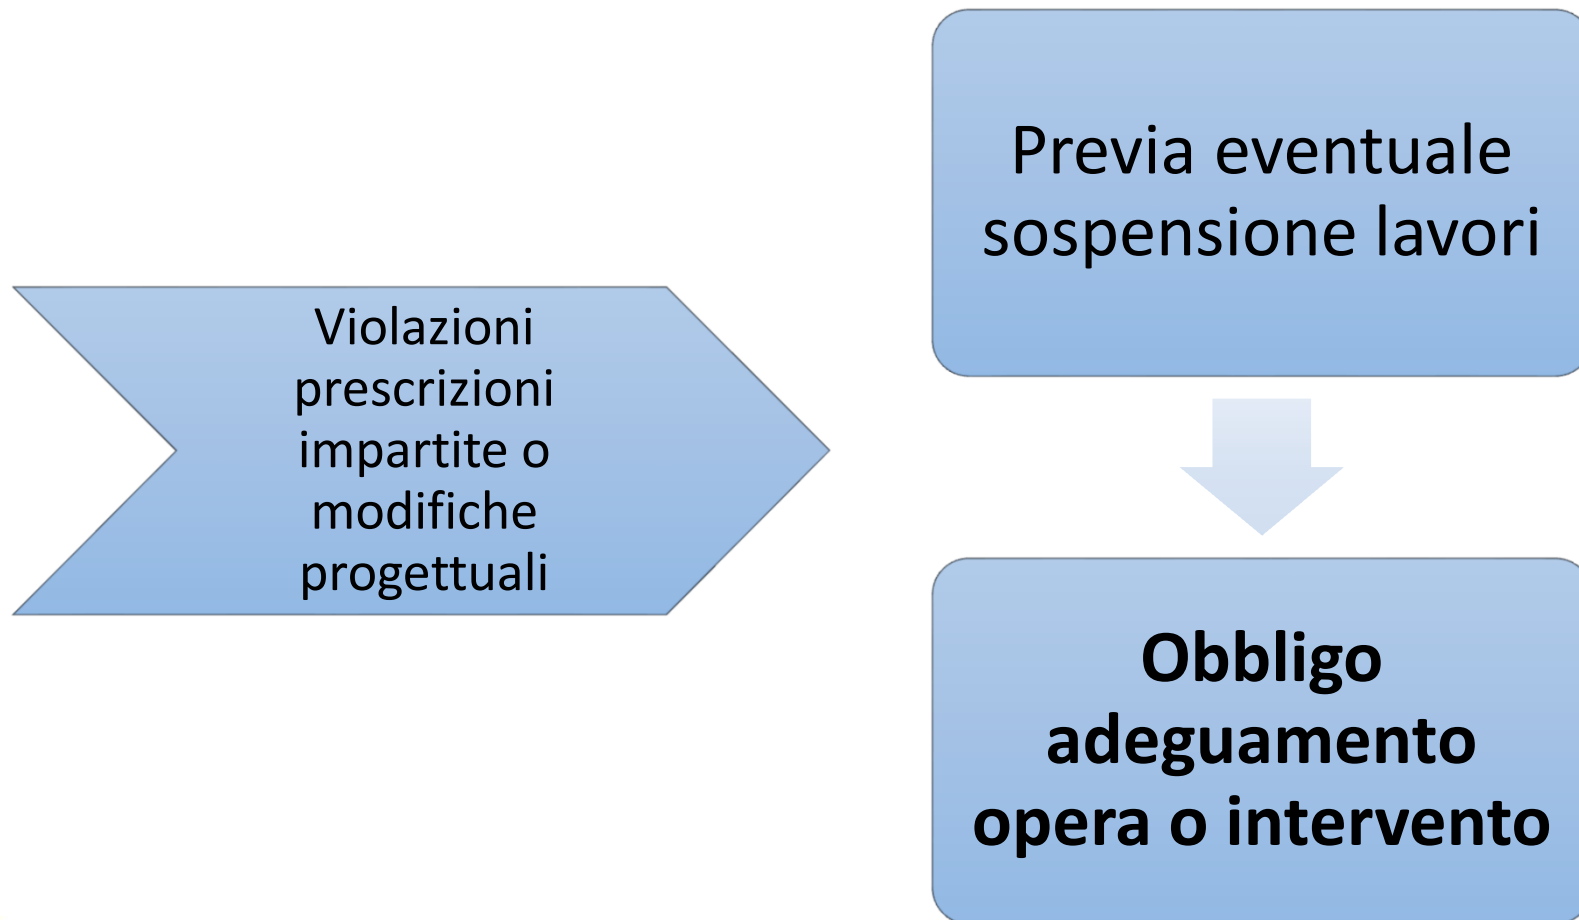 Violazioni
prescrizioni
impartite o
modifiche
progettuali
Previa eventuale
sospensione lavori
Obbligo
adeguamento
opera o intervento